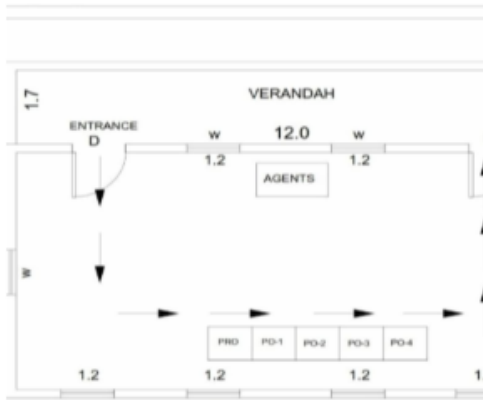 VERANDAH
1.7
ENTRANCE
D
W
12.0
W
1.2
1.2
AGENTS
W
PRO
PO-1
PO-2
PO-3
PO-4
1.2
1.2
1.2